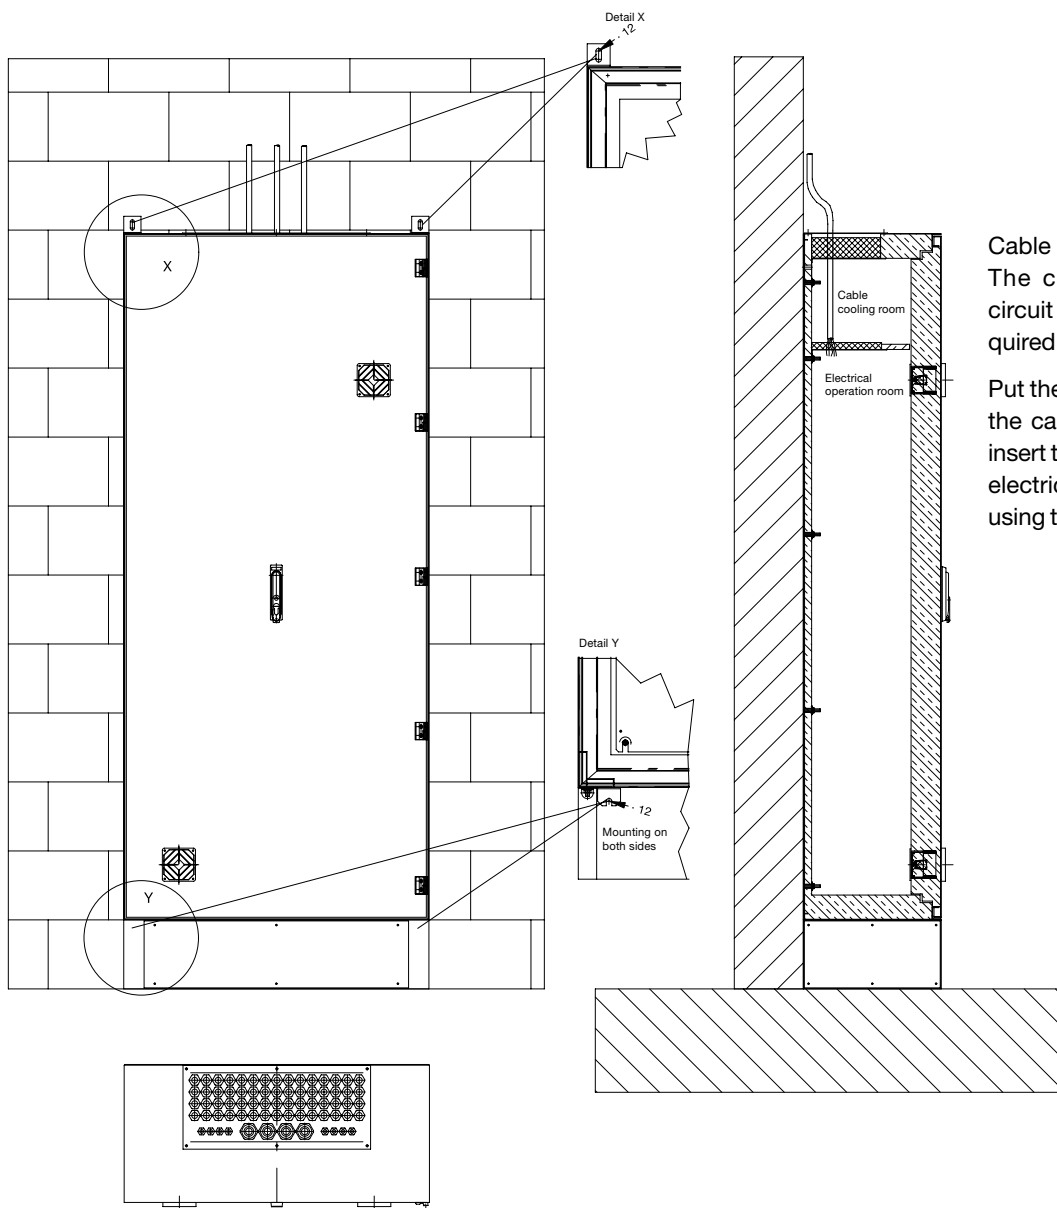 Detail X
12
X
Cable
cooling room
Electrical
operation room
Cable
The c
circuit
quired
Put the
the ca
insert t
electric
using t
Detail Y
12
Mounting on
both sides
Y